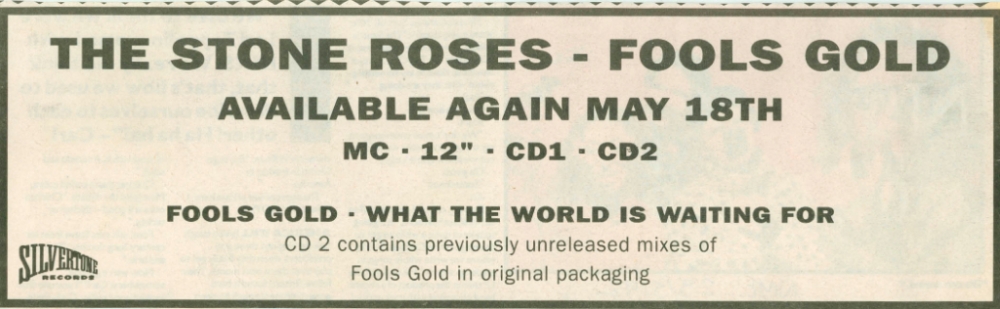 THE STONE ROSES - FOOLS GOLD
AVAILABLE AGAIN MAY 18TH
MC · 12" · CD1 · CD2
FOOLS GOLD · WHAT THE WORLD IS WAITING FOR
CD 2 contains previously unreleased mixes of
Fools Gold in original packaging
SILVERTONE
RECORDS